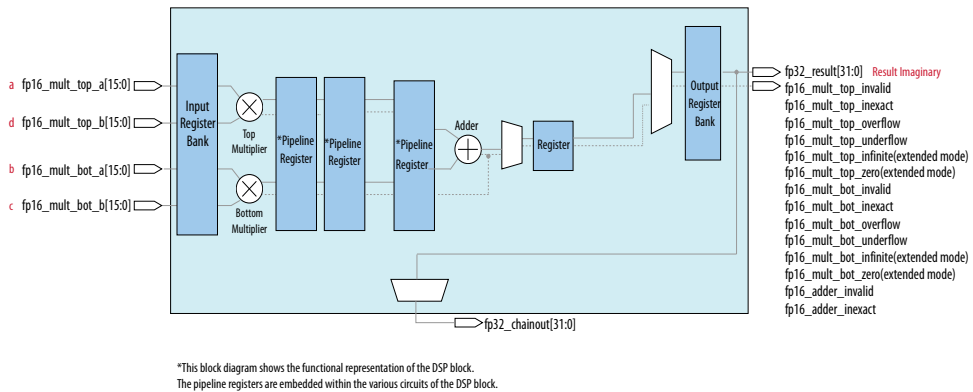 a fp16_mult_top_a[15:0]
d fp16_mult_top_b[15:0]
b fp16_mult_bot_a[15:0]
c fp16_mult_bot_b[15:0]
Input
Register
Bank
Top
Multiplier
Bottom
Multiplier
*Pipeline
Register
*Pipeline
Register
*Pipeline
Register
Adder
Register
Output
Register
Bank
fp32_result[31:0] Result Imaginary
fp16_mult_top_invalid
fp16_mult_top_inexact
fp16_mult_top_overflow
fp16_mult_top_underflow
fp16_mult_top_infinite(extended mode)
fp16_mult_top_zero(extended mode)
fp16_mult_bot_invalid
fp16_mult_bot_inexact
fp16_mult_bot_overflow
fp16_mult_bot_underflow
fp16_mult_bot_infinite(extended mode)
fp16_mult_bot_zero(extended mode)
fp16_adder_invalid
fp16_adder_inexact
fp32_chainout[31:0]
*This block diagram shows the functional representation of the DSP block.
The pipeline registers are embedded within the various circuits of the DSP block.